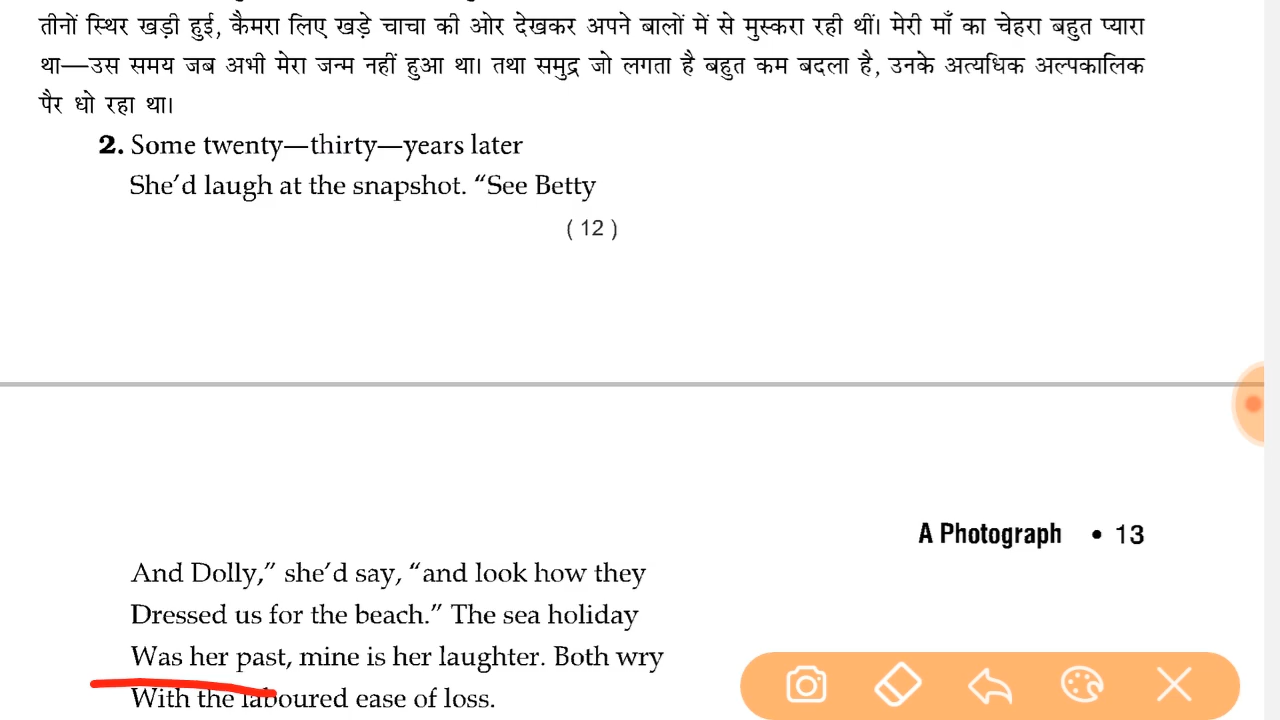 तीनों स्थिर खड़ी हुई, कैमरा लिए खड़े चाचा की ओर देखकर अपने बालों में से मुस्करा रही थीं। मेरी माँ का चेहरा बहुत प्यारा
था—उस समय जब अभी मेरा जन्म नहीं हुआ था। तथा समुद्र जो लगता है बहुत कम बदला है, उनके अत्यधिक अल्पकालिक
पैर धो रहा था।
2. Some twenty—thirty—years later
She’d laugh at the snapshot. “See Betty
( 12 )
A Photograph • 13
And Dolly,” she’d say, “and look how they
Dressed us for the beach.” The sea holiday
Was her past, mine is her laughter. Both wry
With the laboured ease of loss.